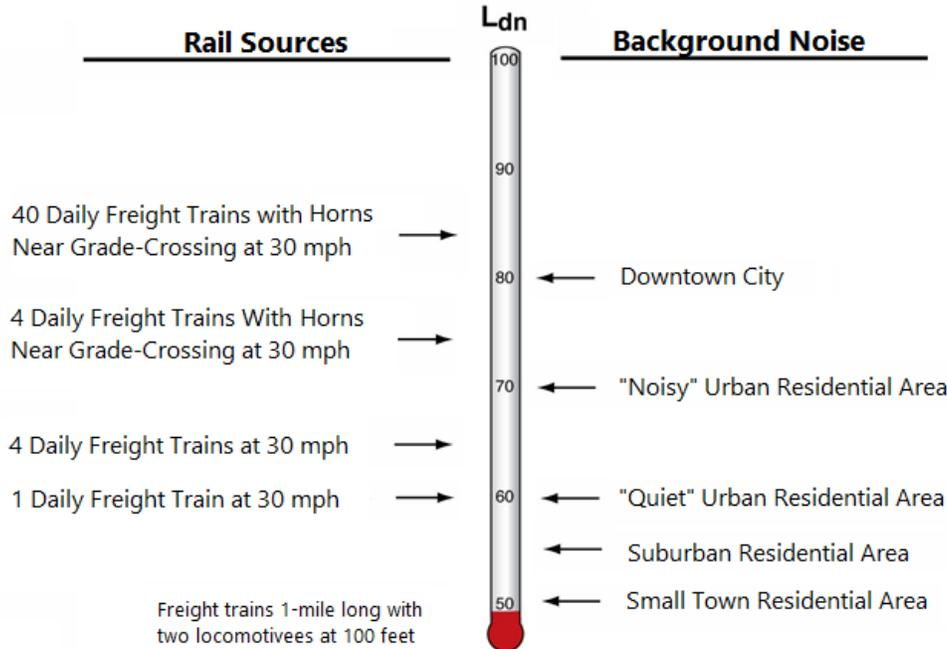 Ldn
Rail Sources
Background Noise
100
90
80
70
60
50
40 Daily Freight Trains with Horns
Near Grade-Crossing at 30 mph
4 Daily Freight Trains With Horns
Near Grade-Crossing at 30 mph
4 Daily Freight Trains at 30 mph
1 Daily Freight Train at 30 mph
Downtown City
"Noisy" Urban Residential Area
"Quiet" Urban Residential Area
Suburban Residential Area
Small Town Residential Area
Freight trains 1-mile long with
two locomotivees at 100 feet